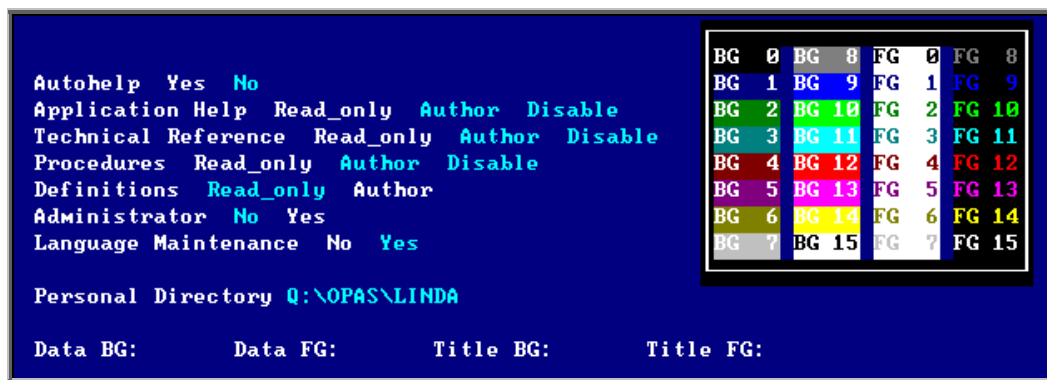 BG 0 BG 8 FG 0 FG 8
Autohelp Yes No
BG 1 BG 9 FG 1 FG 9
Application Help Read_only Author Disable
BG 2 BG 10 FG 2 FG 10
Technical Reference Read_only Author Disable
BG 3 BG 11 FG 3 FG 11
Procedures Read_only Author Disable
BG 4 BG 12 FG 4 FG 12
Definitions Read_only Author
BG 5 BG 13 FG 5 FG 13
Administrator No Yes
BG 6 BG 14 FG 6 FG 14
Language Maintenance No Yes
BG 7 BG 15 FG 7 FG 15
Personal Directory Q:\OPAS\LINDA
Data BG: Data FG: Title BG: Title FG: